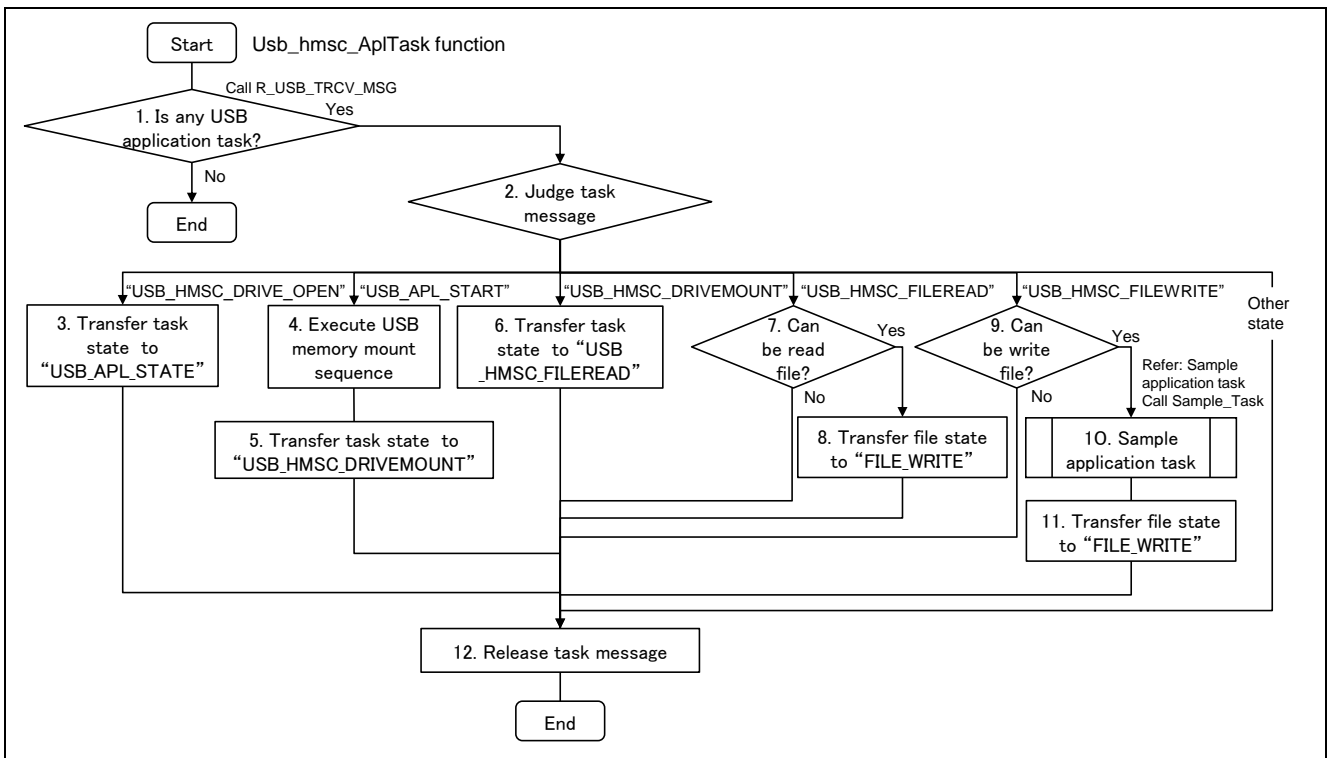 Start
Usb_hmsc_AplTask function
Call R_USB_TRCV_MSG
1. Is any USB
application task?
Yes
No
End
2. Judge task
message
“USB_HMSC_DRIVE_OPEN”
“USB_APL_START”
“USB_HMSC_DRIVEMOUNT”
“USB_HMSC_FILEREAD”
“USB_HMSC_FILEWRITE”
Other
state
3. Transfer task
state to
“USB_APL_STATE”
4. Execute USB
memory mount
sequence
5. Transfer task state to
“USB_HMSC_DRIVEMOUNT”
6. Transfer task
state to “USB
_HMSC_FILEREAD”
7. Can
be read
file?
Yes
No
8. Transfer file state
to “FILE_WRITE”
9. Can
be write
file?
Yes
No
Refer: Sample
application task
Call Sample_Task
10. Sample
application task
11. Transfer file state
to “FILE_WRITE”
12. Release task message
End